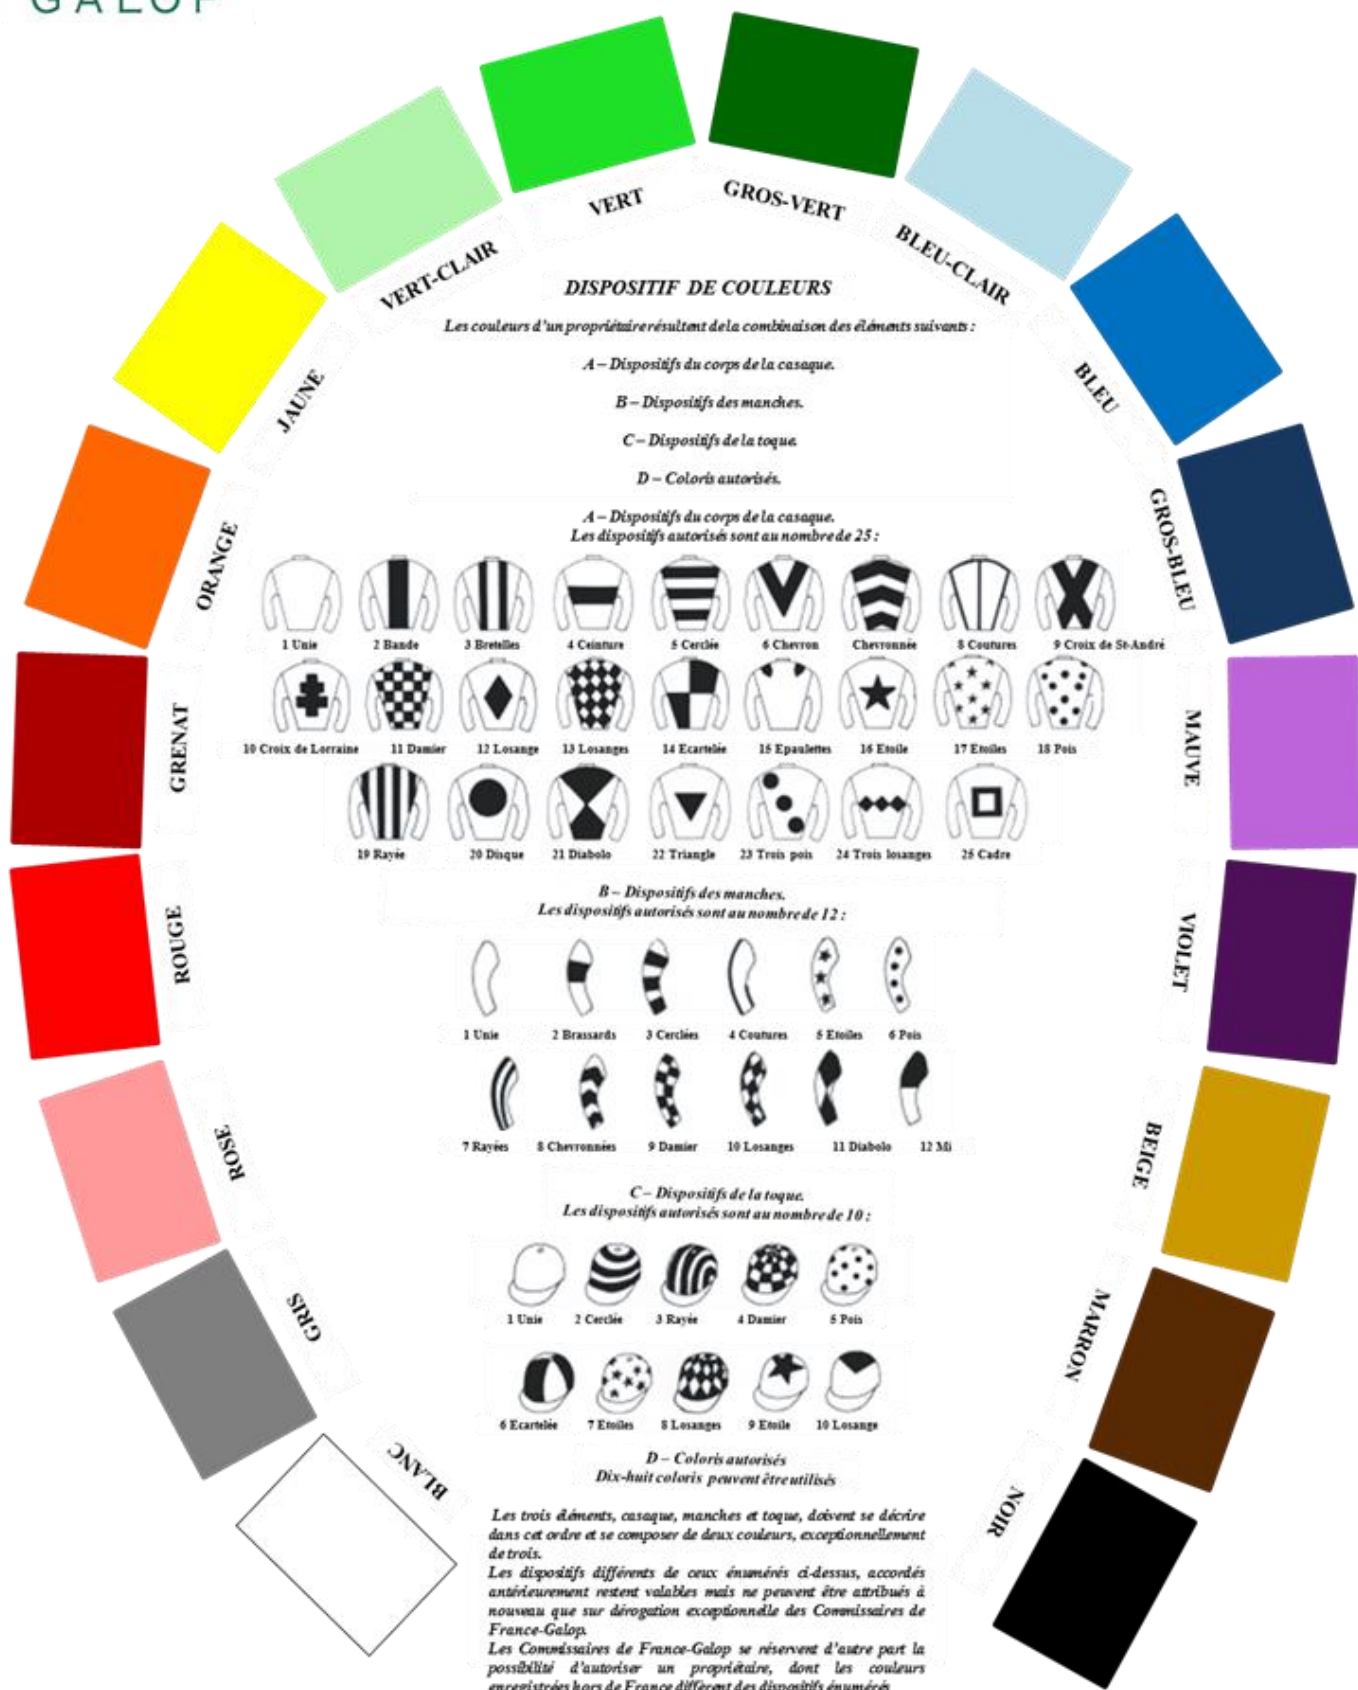 GALOP
VERT
GROS-VERT
VERT-CLAIR
BLEU-CLAIR
JAUNE
BLEU
ORANGE
GROS-BLEU
GRENAT
MAUVE
ROUGE
VIOLET
ROSE
BEIGE
GRIS
MARRON
BLANC
NOIR
DISPOSITIF DE COULEURS
Les couleurs d'un propriétaire résultent de la combinaison des éléments suivants :
A – Dispositifs du corps de la casaque.
B – Dispositifs des manches.
C – Dispositifs de la toque.
D – Coloris autorisés.
A – Dispositifs du corps de la casaque.
Les dispositifs autorisés sont au nombre de 25 :
1 Unie 2 Bande 3 Bretelles 4 Ceinture 5 Cerclée 6 Chevron Chevronnée 8 Coutures 9 Croix de St-André
10 Croix de Lorraine 11 Damier 12 Losange 13 Losanges 14 Ecartelée 15 Epaulettes 16 Etoile 17 Etoiles 18 Pois
19 Rayée 20 Disque 21 Diabolo 22 Triangle 23 Trois pois 24 Trois losanges 25 Cadre
B – Dispositifs des manches.
Les dispositifs autorisés sont au nombre de 12 :
1 Unie 2 Brassards 3 Cerclées 4 Coutures 5 Etoiles 6 Pois
7 Rayées 8 Chevronnées 9 Damier 10 Losanges 11 Diabolo 12 Mi
C – Dispositifs de la toque.
Les dispositifs autorisés sont au nombre de 10 :
1 Unie 2 Cerclée 3 Rayée 4 Damier 5 Pois
6 Ecartelée 7 Etoiles 8 Losanges 9 Etoile 10 Losange
D – Coloris autorisés
Dix-huit coloris peuvent être utilisés
Les trois éléments, casaque, manches et toque, doivent se décrire
dans cet ordre et se composer de deux couleurs, exceptionnellement
de trois.
Les dispositifs différents de ceux énumérés ci-dessus, accordés
antérieurement restent valables mais ne peuvent être attribués à
nouveau que sur dérogation exceptionnelle des Commissaires de
France-Galop.
Les Commissaires de France-Galop se réservent d'autre part la
possibilité d'autoriser un propriétaire, dont les couleurs
enregistrées hors de France diffèrent des dispositifs énumérés